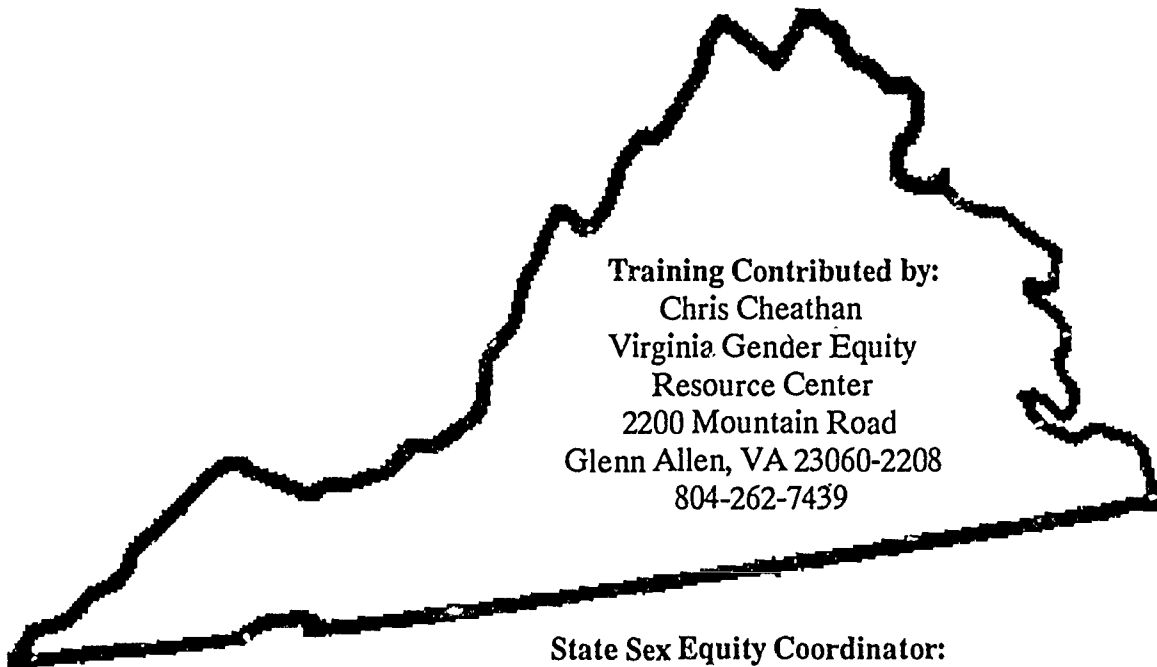 Training Contributed by:
Chris Cheathan
Virginia Gender Equity
Resource Center
2200 Mountain Road
Glenn Allen, VA 23060-2208
804-262-7439
State Sex Equity Coordinator: